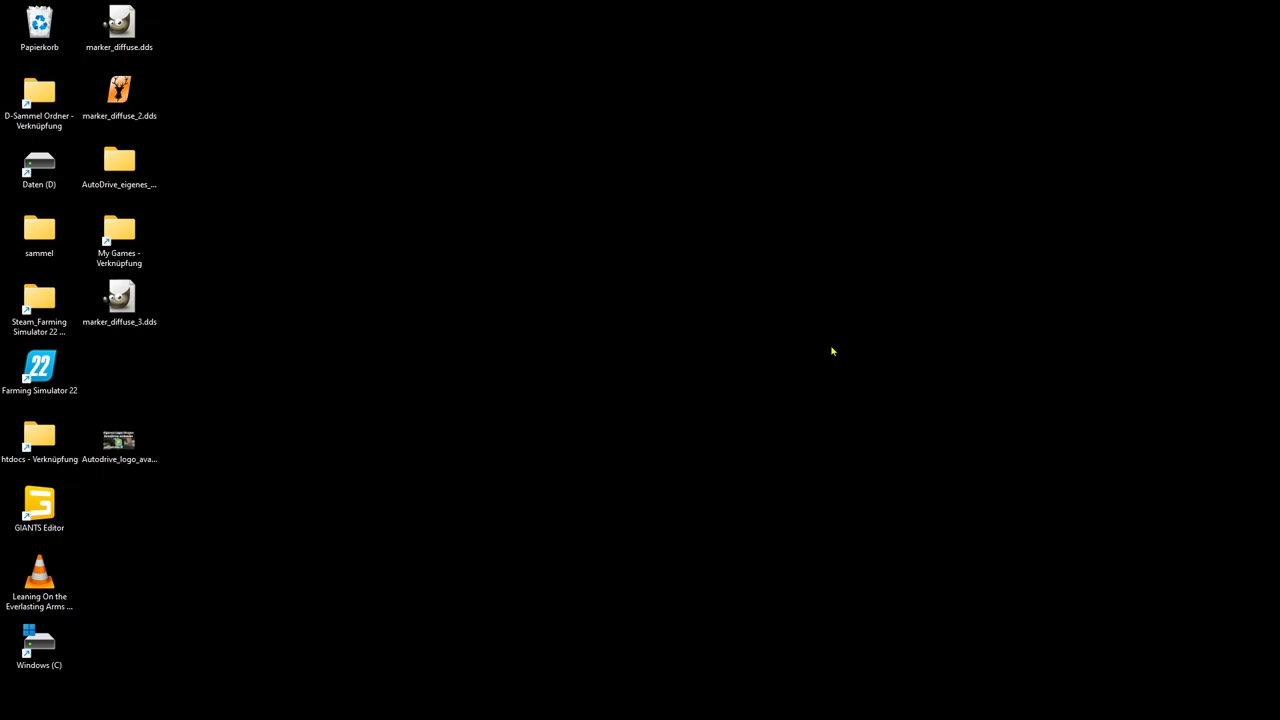 Papierkorb
marker_diffuse.dds
D-Sammel Ordner -
Verknüpfung
marker_diffuse_2.dds
Daten (D)
AutoDrive_eigenes_...
sammel
My Games -
Verknüpfung
Steam_Farming
Simulator 22 ...
marker_diffuse_3.dds
22
Farming Simulator 22
htdocs - Verknüpfung
Autodrive_logo_ava...
GIANTS Editor
Leaning On the
Everlasting Arms ...
Windows (C)